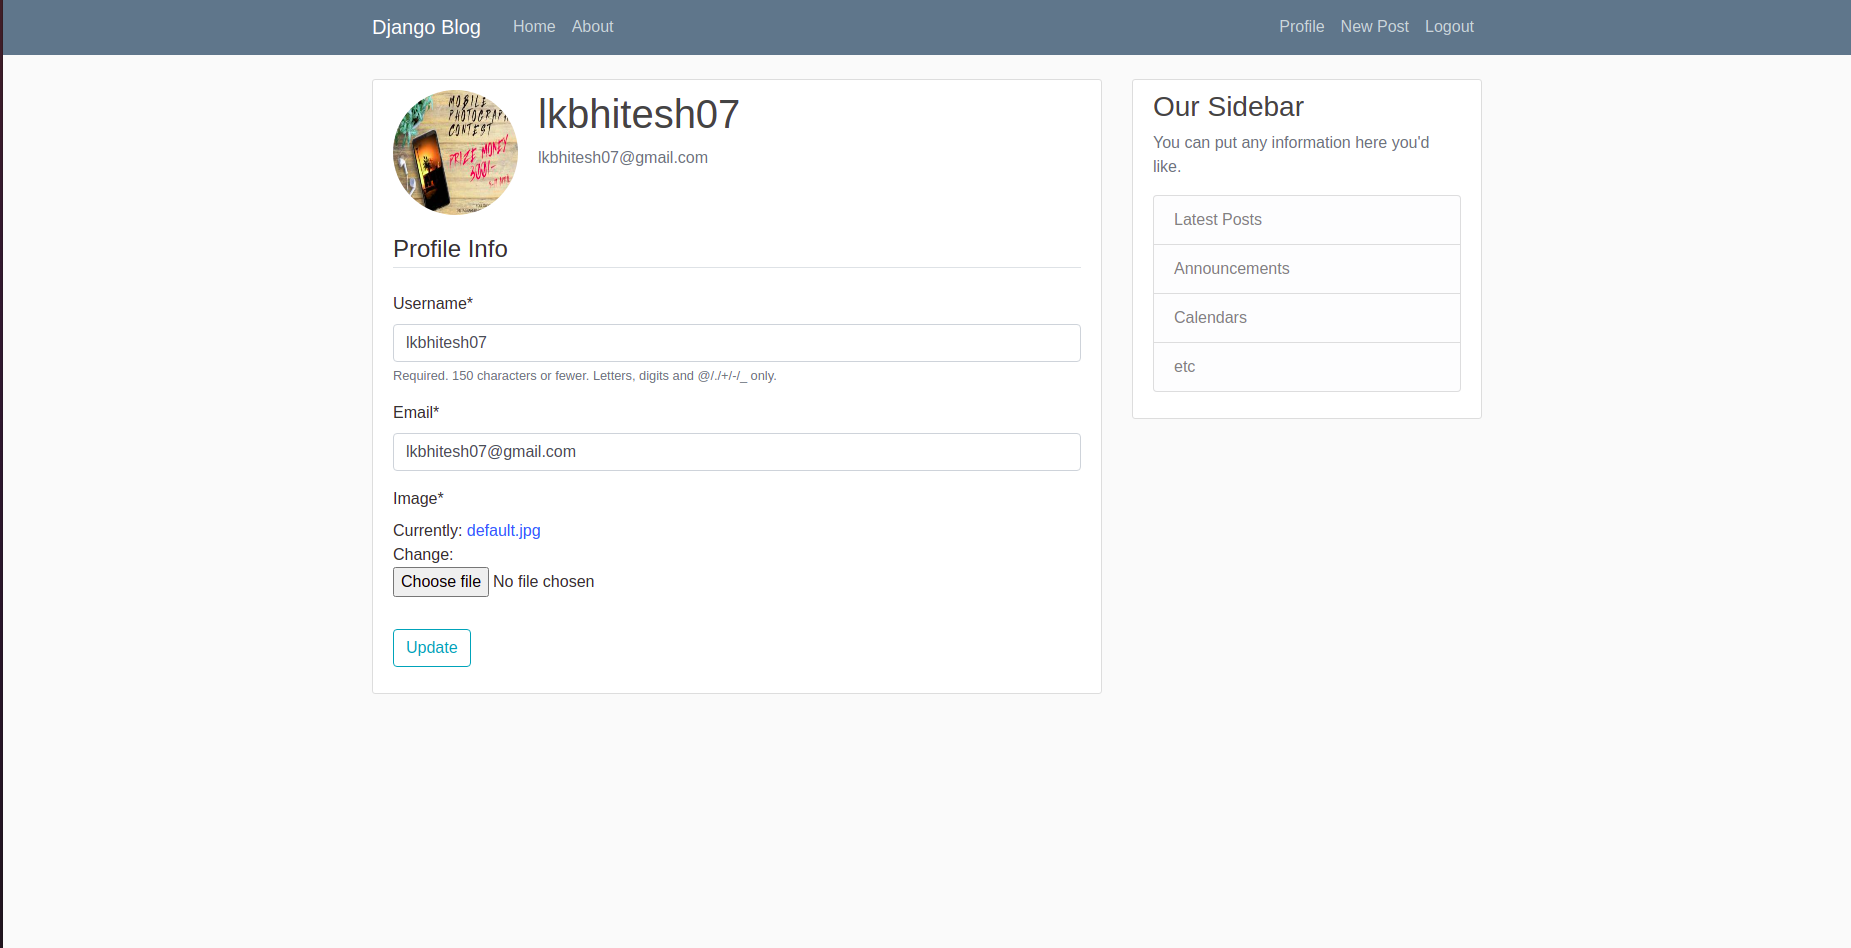 Django Blog Home About Profile New Post Logout
MOBILE
PHOTOGRAPH
CONTEST
PRIZE MONEY
lkbhitesh07
lkbhitesh07@gmail.com
Profile Info
Username*
lkbhitesh07
Required. 150 characters or fewer. Letters, digits and @/./+/-/_ only.
Email*
lkbhitesh07@gmail.com
Image*
Currently: default.jpg
Change:
Choose file No file chosen
Update
Our Sidebar
You can put any information here you'd
like.
Latest Posts
Announcements
Calendars
etc